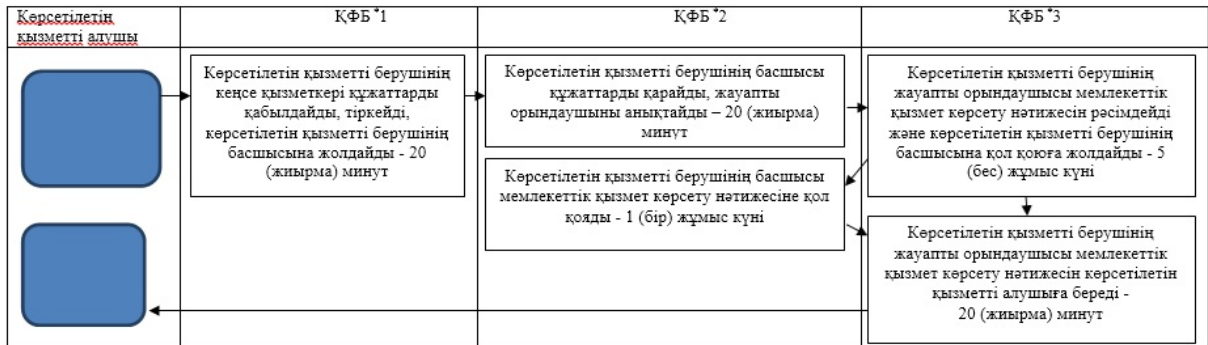 Көрсетілетін
қызметті алушы
ҚФБ *1
ҚФБ *2
ҚФБ *3
Көрсетілетін қызметті берушінің
кеңсе қызметкері құжаттарды
қабылдайды, тіркейді,
көрсетілетін қызметті берушінің
басшысына жолдайды - 20
(жиырма) минут
Көрсетілетін қызметті берушінің басшысы
құжаттарды қарайды, жауапты
орындаушыны анықтайды – 20 (жиырма)
минут
Көрсетілетін қызметті берушінің
жауапты орындаушысы мемлекеттік
қызмет көрсету нәтижесін рәсімдейді
және көрсетілетін қызметті берушінің
басшысына қол қоюға жолдайды - 5
(бес) жұмыс күні
Көрсетілетін қызметті берушінің басшысы
мемлекеттік қызмет көрсету нәтижесіне қол
қояды - 1 (бір) жұмыс күні
Көрсетілетін қызметті берушінің
жауапты орындаушысы мемлекеттік
қызмет көрсету нәтижесін көрсетілетін
қызметті алушыға береді -
20 (жиырма) минут